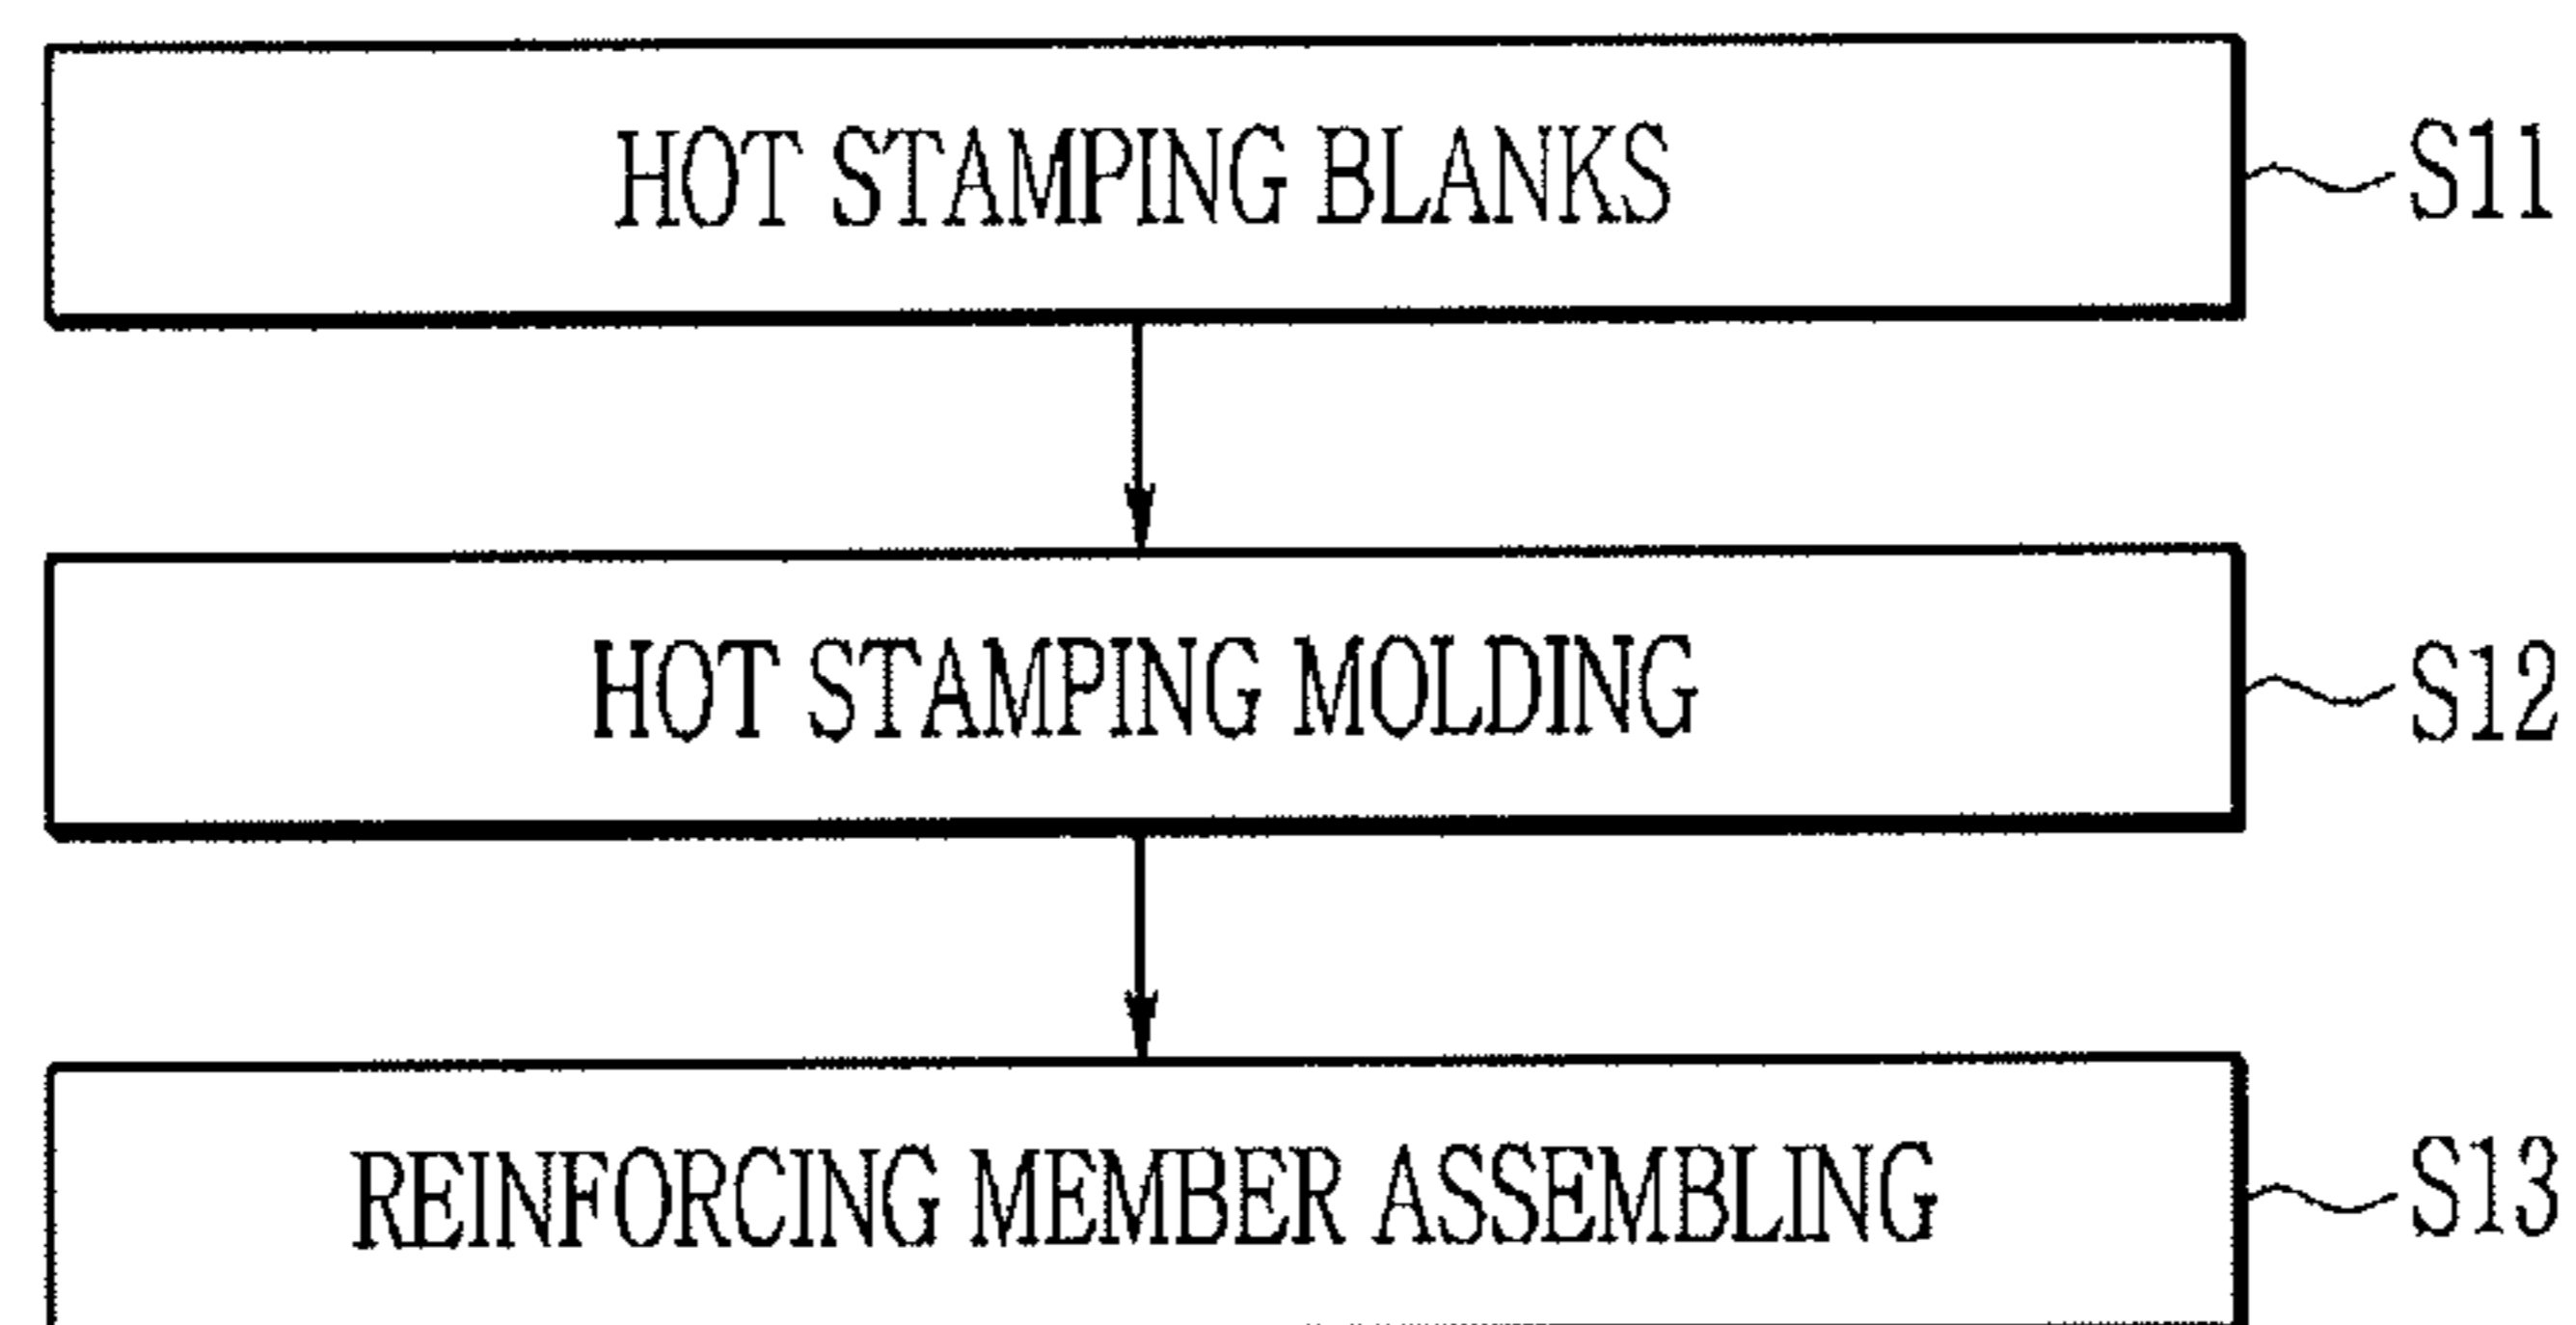 HOT STAMPING BLANKS
S11
HOT STAMPING MOLDING
S12
REINFORCING MEMBER ASSEMBLING
S13